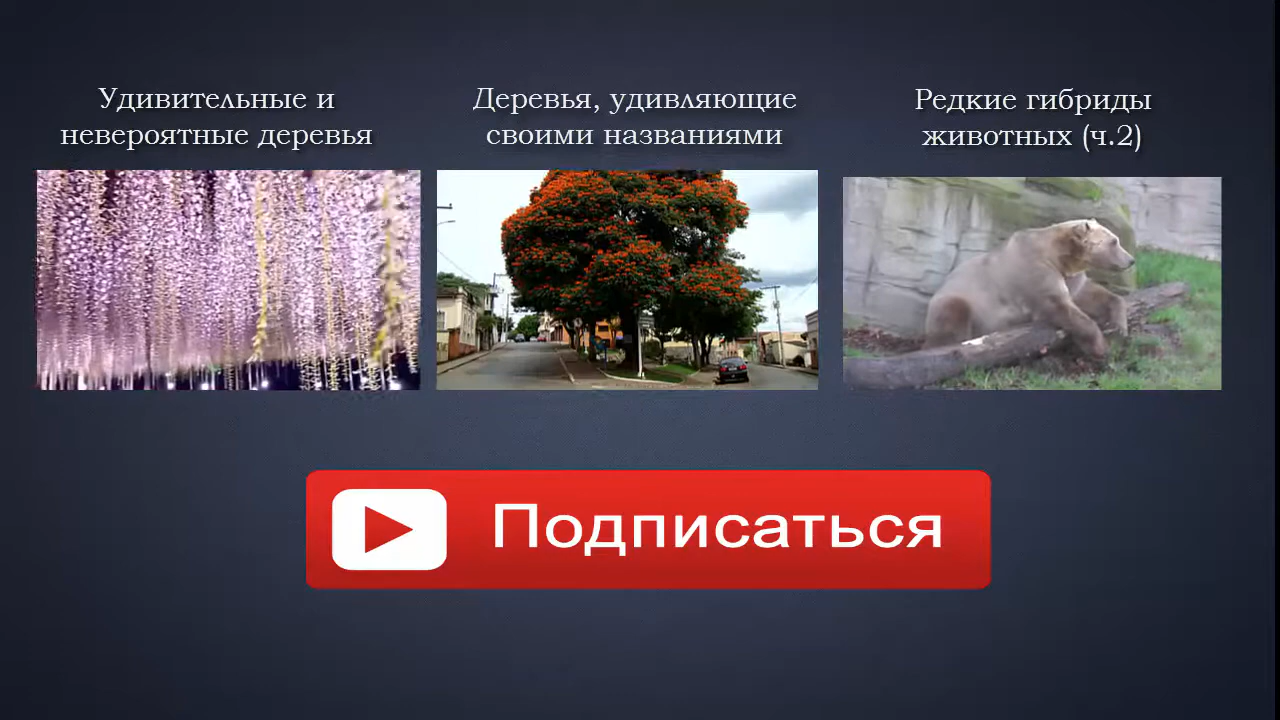 Удивительные и
невероятные деревья
Деревья, удивляющие
своими названиями
Редкие гибриды
животных (ч.2)
Подписаться